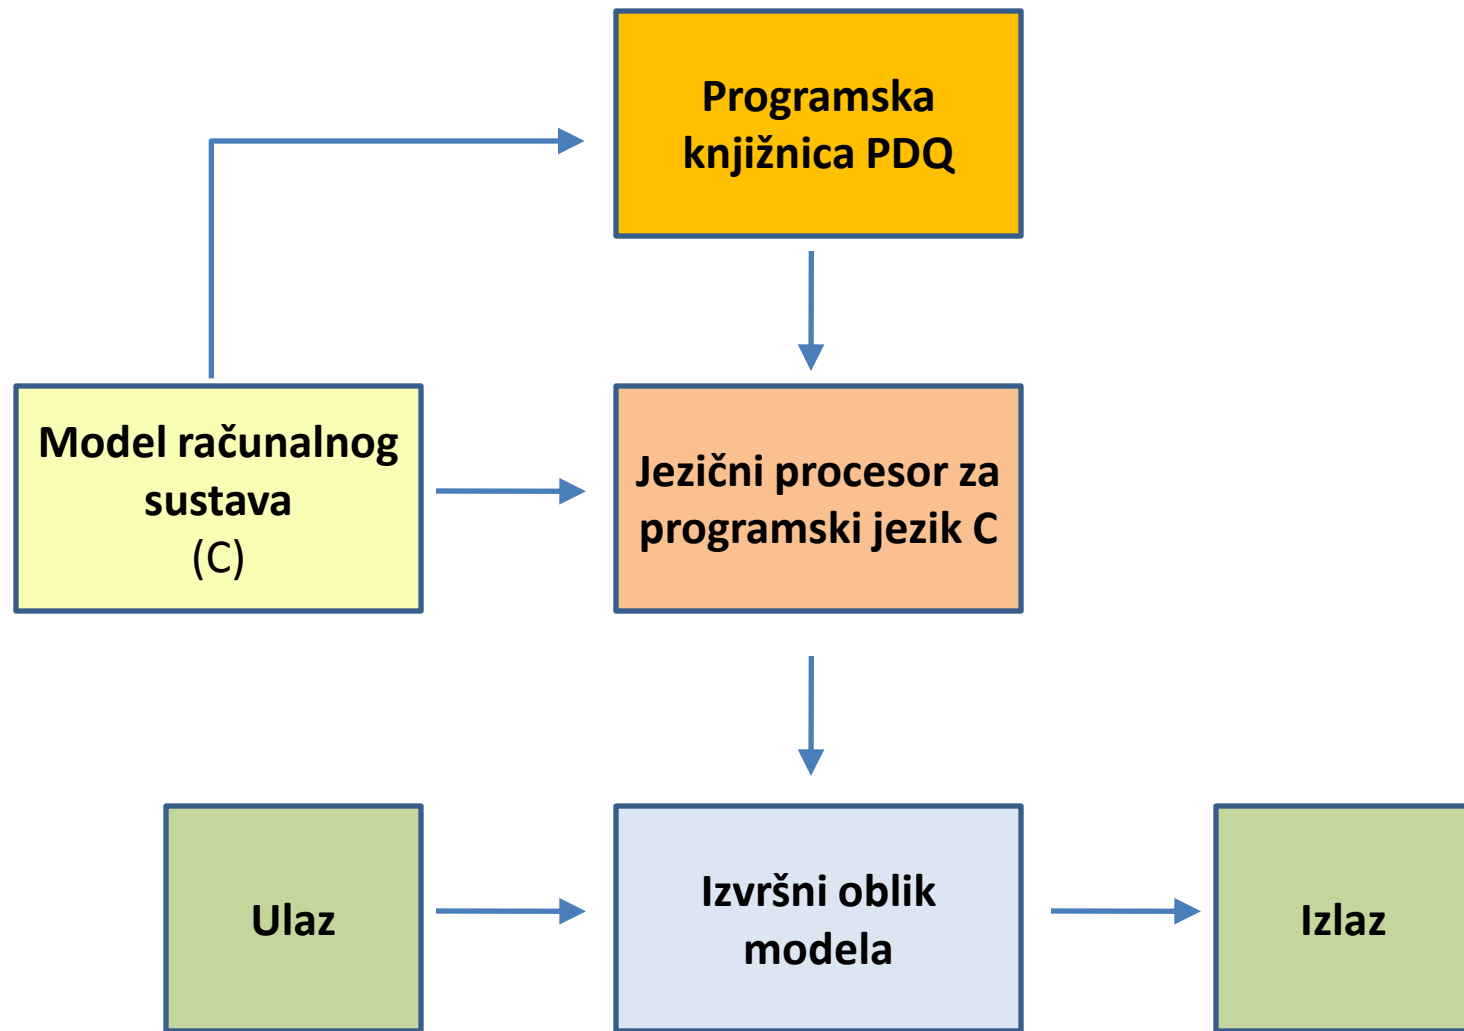 Programska
knjižnica PDQ
Model računalnog
sustava
(C)
Jezični procesor za
programski jezik C
Ulaz
Izvršni oblik
modela
Izlaz